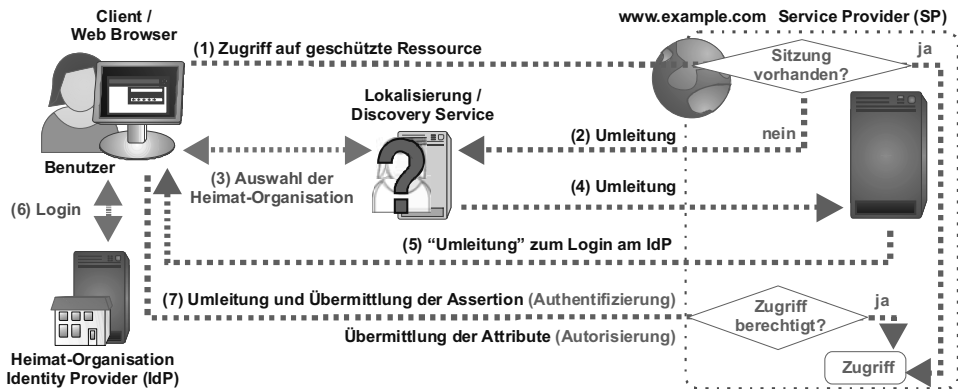 Client /
Web Browser
www.example.com Service Provider (SP)
(1) Zugriff auf geschützte Ressource
Sitzung
vorhanden?
ja
Lokalisierung /
Discovery Service
(2) Umleitung
nein
Benutzer
(3) Auswahl der
Heimat-Organisation
(4) Umleitung
(6) Login
(5) “Umleitung” zum Login am IdP
(7) Umleitung und Übermittlung der Assertion (Authentifizierung)
Übermittlung der Attribute (Autorisierung)
Zugriff
berechtigt?
ja
Zugriff
Heimat-Organisation
Identity Provider (IdP)